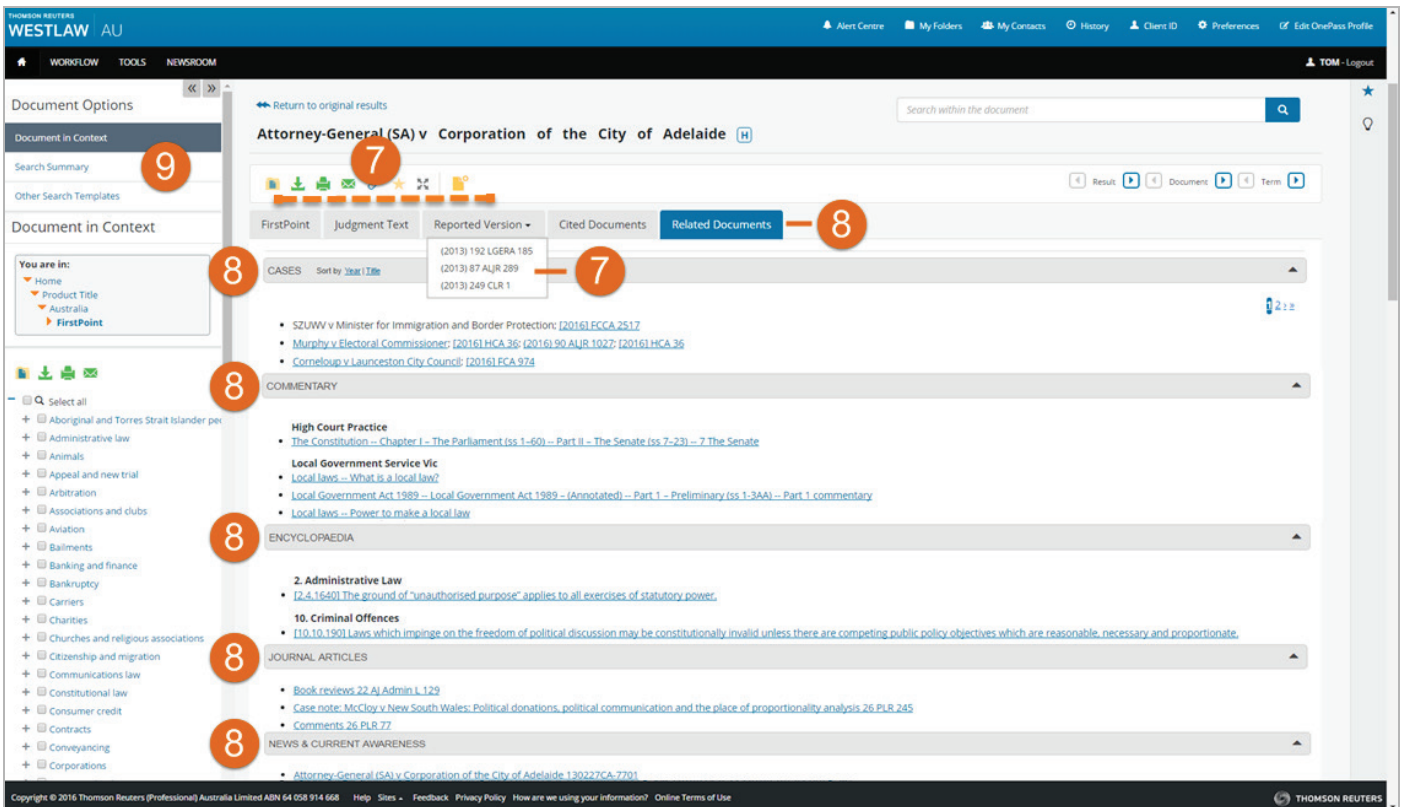 THOMSON REUTERS
WESTLAW AU
Alert Centre My Folders My Contacts History Client ID Preferences Edit OnePass Profile
WORKFLOW TOOLS NEWSROOM TOM - Logout
« »
Document Options
Document in Context
Search Summary
9
Other Search Templates
Document in Context
You are in:
Home
Product Title
Australia
FirstPoint
Select all
Aboriginal and Torres Strait Islander peo
Administrative law
Animals
Appeal and new trial
Arbitration
Associations and clubs
Aviation
Bailments
Banking and finance
Bankruptcy
Carriers
Charities
Churches and religious associations
Citizenship and migration
Communications law
Constitutional law
Consumer credit
Contracts
Conveyancing
Corporations
Return to original results
Search within the document
Attorney-General (SA) v Corporation of the City of Adelaide H
7
Result Document Term
FirstPoint Judgment Text Reported Version Cited Documents Related Documents 8
(2013) 192 LGERA 185
(2013) 87 ALJR 289 7
(2013) 249 CLR 1
8 CASES Sort by Year | Title
1 2 › »
SZUWV v Minister for Immigration and Border Protection; [2016] FCCA 2517
Murphy v Electoral Commissioner; [2016] HCA 36; (2016) 90 ALJR 1027; [2016] HCA 36
Corneloup v Launceston City Council; [2016] FCA 974
8 COMMENTARY
High Court Practice
The Constitution -- Chapter I – The Parliament (ss 1–60) -- Part II – The Senate (ss 7–23) -- 7 The Senate
Local Government Service Vic
Local laws -- What is a local law?
Local Government Act 1989 -- Local Government Act 1989 – (Annotated) -- Part 1 – Preliminary (ss 1-3AA) -- Part 1 commentary
Local laws -- Power to make a local law
8 ENCYCLOPAEDIA
2. Administrative Law
[2.4.1640] The ground of "unauthorised purpose" applies to all exercises of statutory power.
10. Criminal Offences
[10.10.190] Laws which impinge on the freedom of political discussion may be constitutionally invalid unless there are competing public policy objectives which are reasonable, necessary and proportionate.
8 JOURNAL ARTICLES
Book reviews 22 AJ Admin L 129
Case note: McCloy v New South Wales: Political donations, political communication and the place of proportionality analysis 26 PLR 245
Comments 26 PLR 77
8 NEWS & CURRENT AWARENESS
Attorney-General (SA) v Corporation of the City of Adelaide 130227CA-7701
Copyright © 2016 Thomson Reuters (Professional) Australia Limited ABN 64 058 914 668 Help Sites Feedback Privacy Policy How are we using your information? Online Terms of Use THOMSON REUTERS